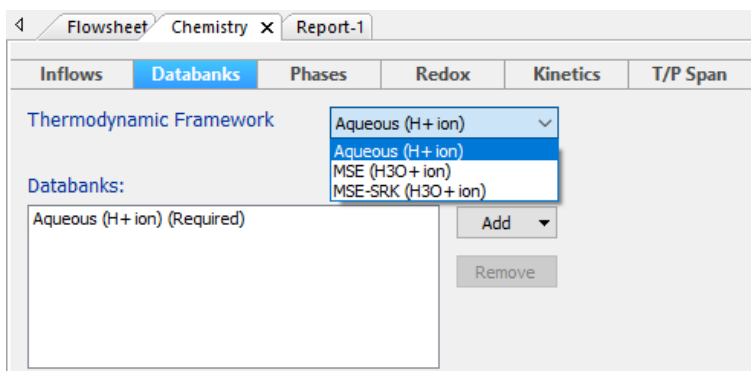 Flowsheet Chemistry x Report-1
Inflows Databanks Phases Redox Kinetics T/P Span
Thermodynamic Framework Aqueous (H+ ion)
Aqueous (H+ ion)
MSE (H3O+ ion)
MSE-SRK (H3O+ ion)
Databanks:
Aqueous (H+ ion) (Required)
Add
Remove